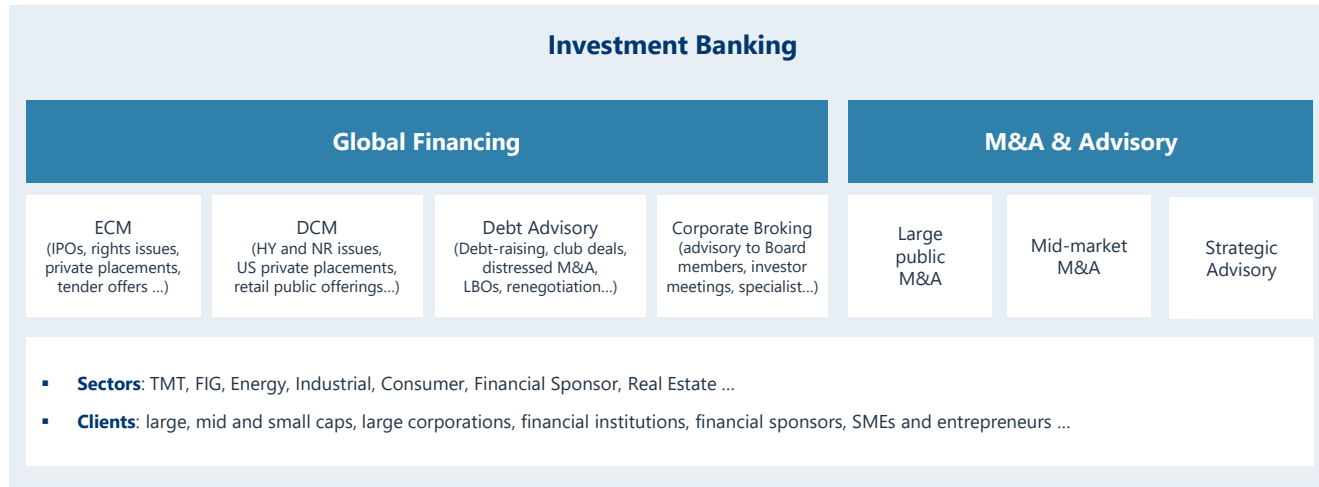 Investment Banking
Global Financing
M&A & Advisory
ECM
(IPOs, rights issues,
private placements,
tender offers ...)
DCM
(HY and NR issues,
US private placements,
retail public offerings...)
Debt Advisory
(Debt-raising, club deals,
distressed M&A,
LBOs, renegotiation...)
Corporate Broking
(advisory to Board
members, investor
meetings, specialist...)
Large
public
M&A
Mid-market
M&A
Strategic
Advisory
▪ Sectors: TMT, FIG, Energy, Industrial, Consumer, Financial Sponsor, Real Estate ...
▪ Clients: large, mid and small caps, large corporations, financial institutions, financial sponsors, SMEs and entrepreneurs ...